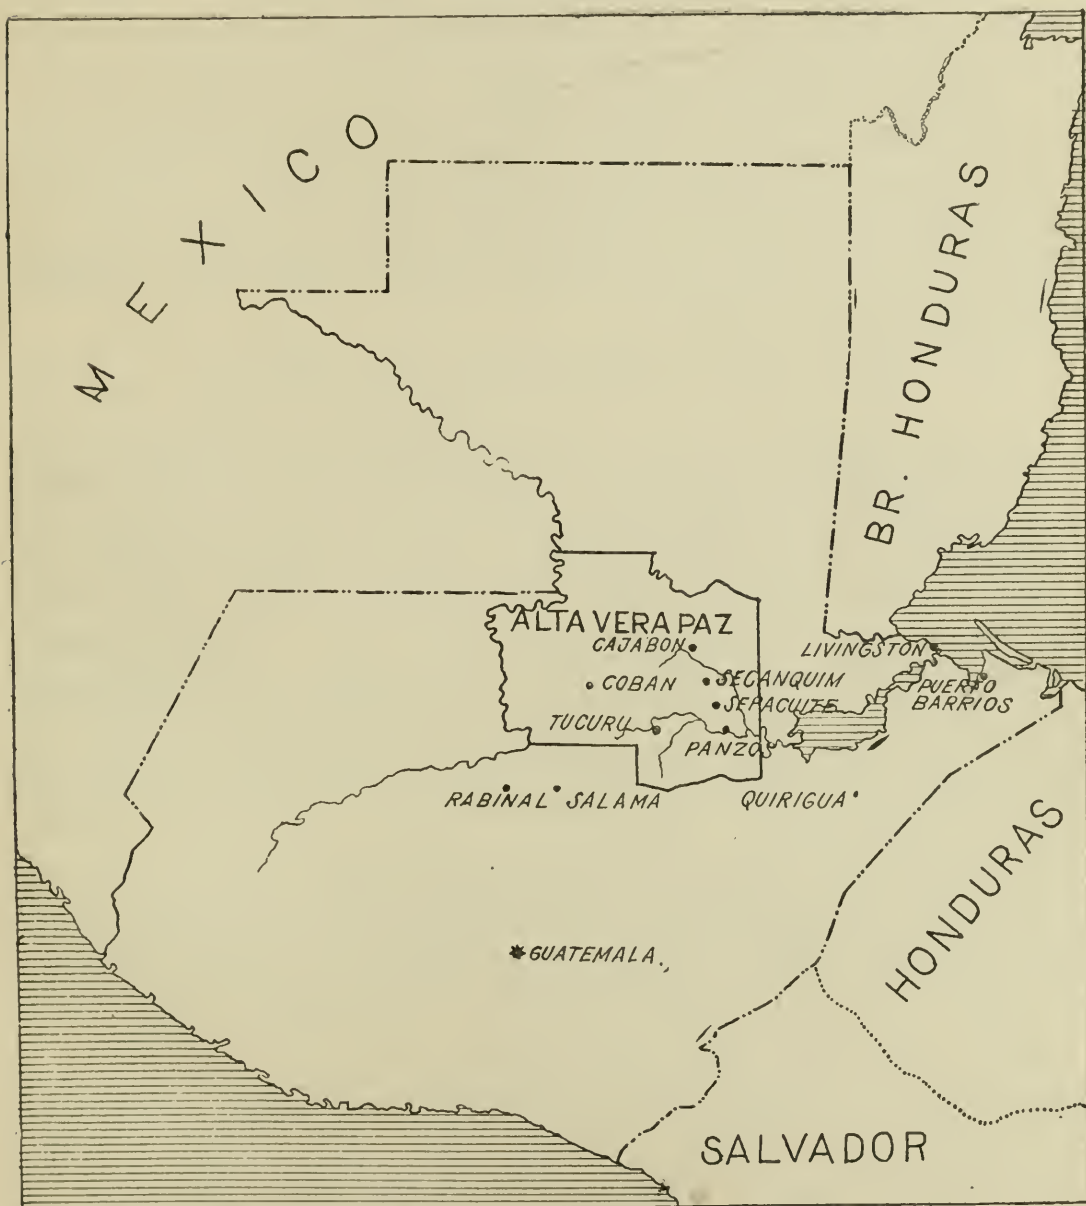 MEXICO
BR. HONDURAS
ALTA VERA PAZ
CAJABON
LIVINGSTON
COBAN
SECANQUIM
PUERTO
BARRIOS
SEPACUITE
TUCURU
PANZOS
RABINAL
SALAMA
QUIRIGUA
HONDURAS
GUATEMALA
SALVADOR